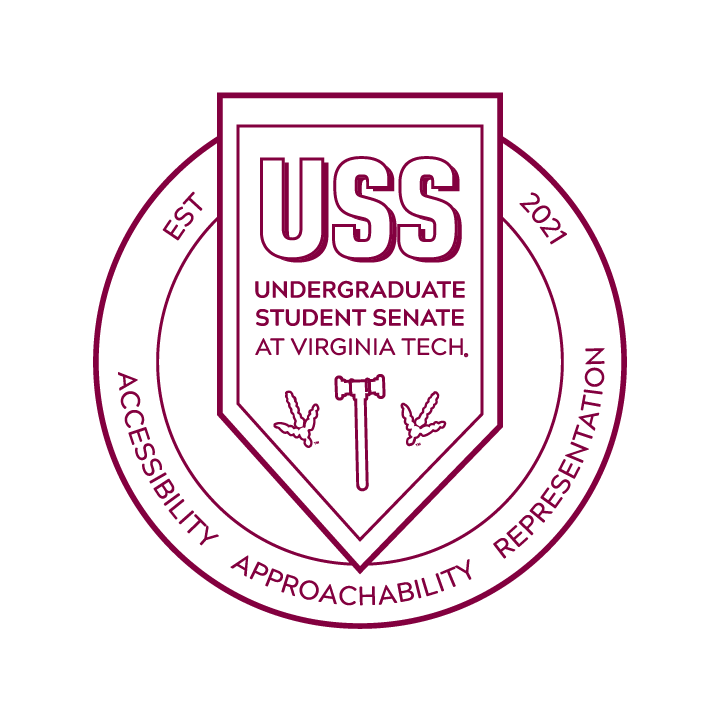 USS
UNDERGRADUATE
STUDENT SENATE
AT VIRGINIA TECH.
EST
2021
ACCESSIBILITY
APPROACHABILITY
REPRESENTATION